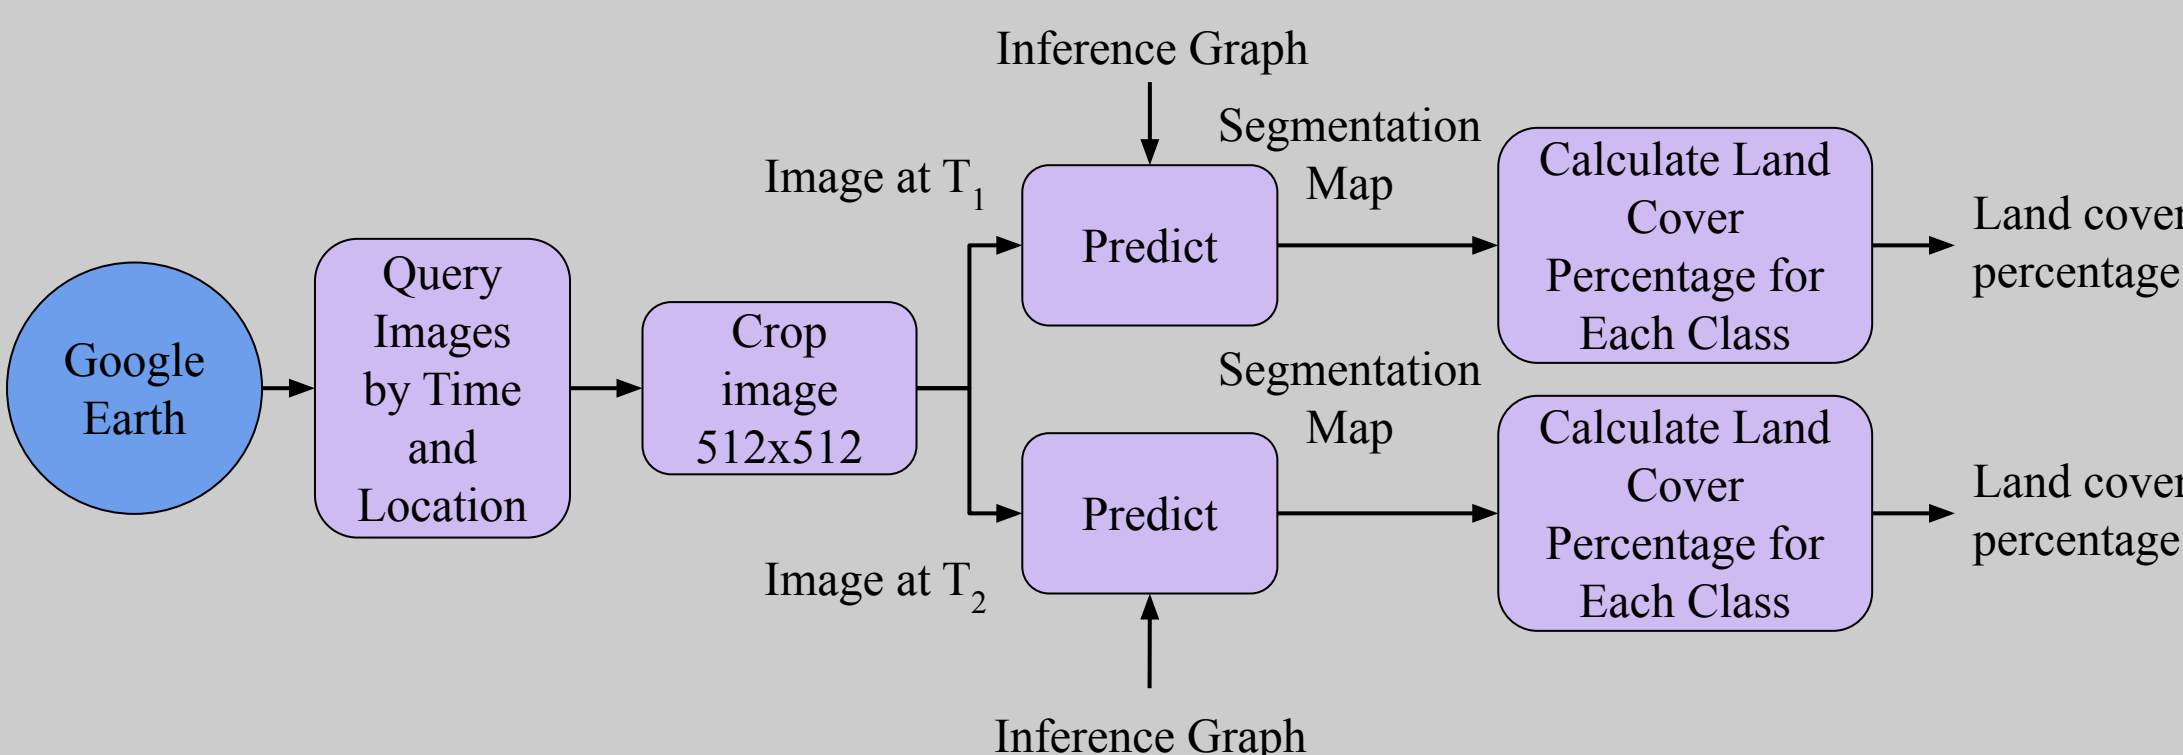 Inference Graph
Segmentation
Map
Image at T1
Predict
Calculate Land
Cover
Percentage for
Each Class
Land cover
percentage
Google
Earth
Query
Images
by Time
and
Location
Crop
image
512x512
Segmentation
Map
Image at T2
Predict
Calculate Land
Cover
Percentage for
Each Class
Land cover
percentage
Inference Graph